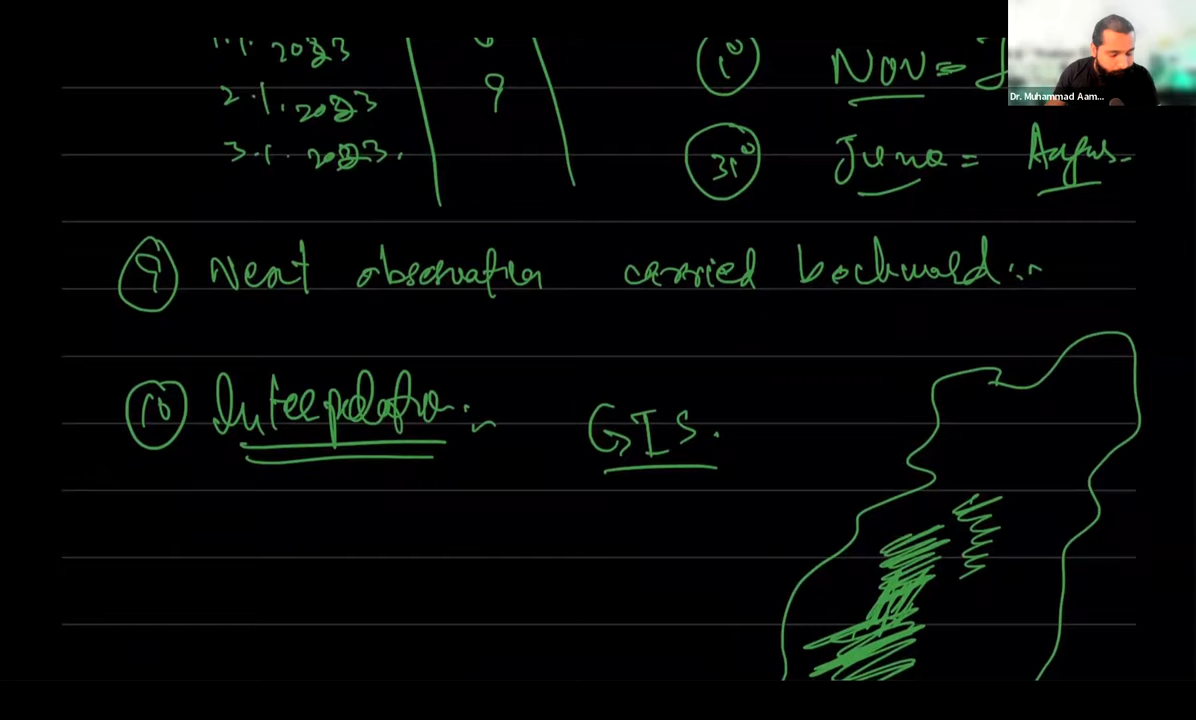 1.1.2023
2.1.2023 9 1° Nov =
3.1.2023. 31° June = Augus.
9 Next observation carried backward:~
10 Interpolation:~ GIS.
Dr. Muhammad Aam...